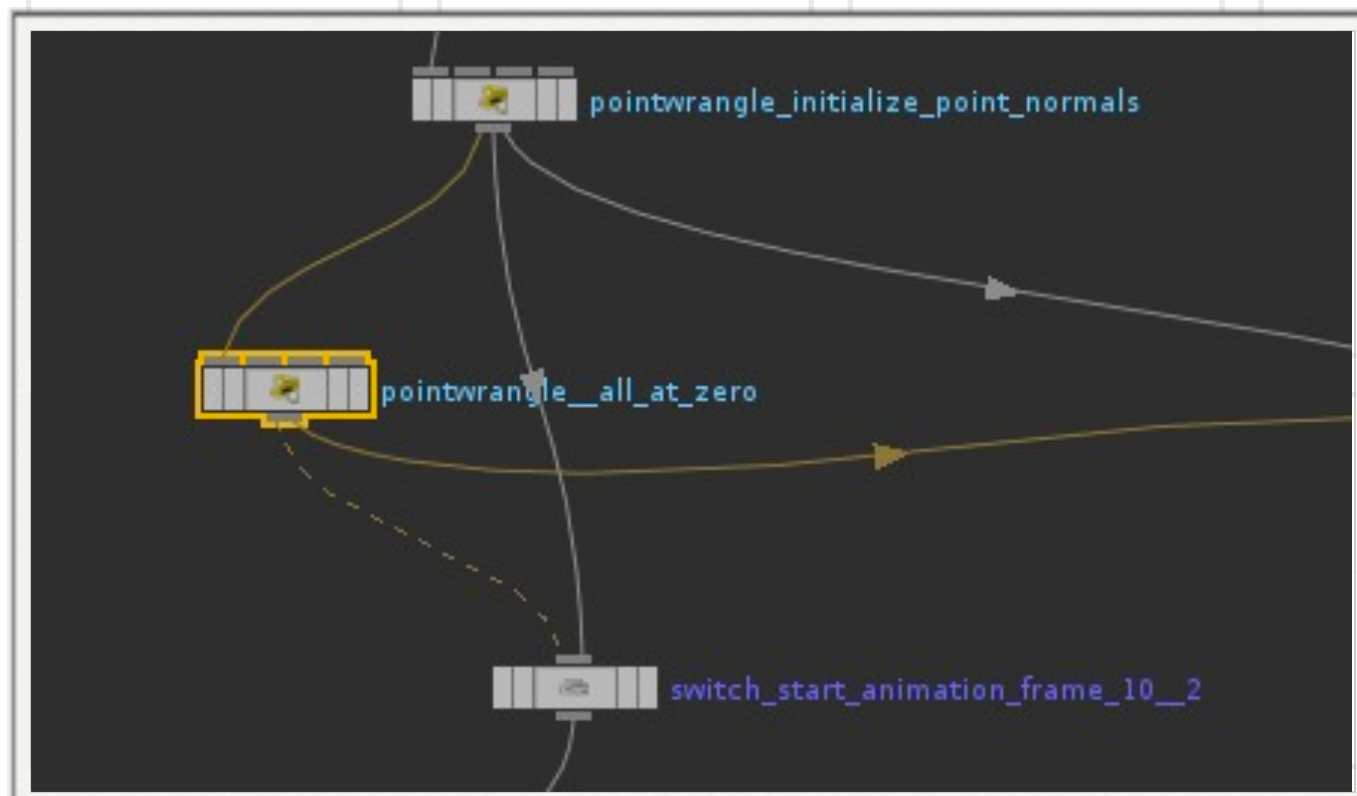 pointwrangle_initialize_point_normals
pointwrangle__all_at_zero
switch_start_animation_frame_10__2